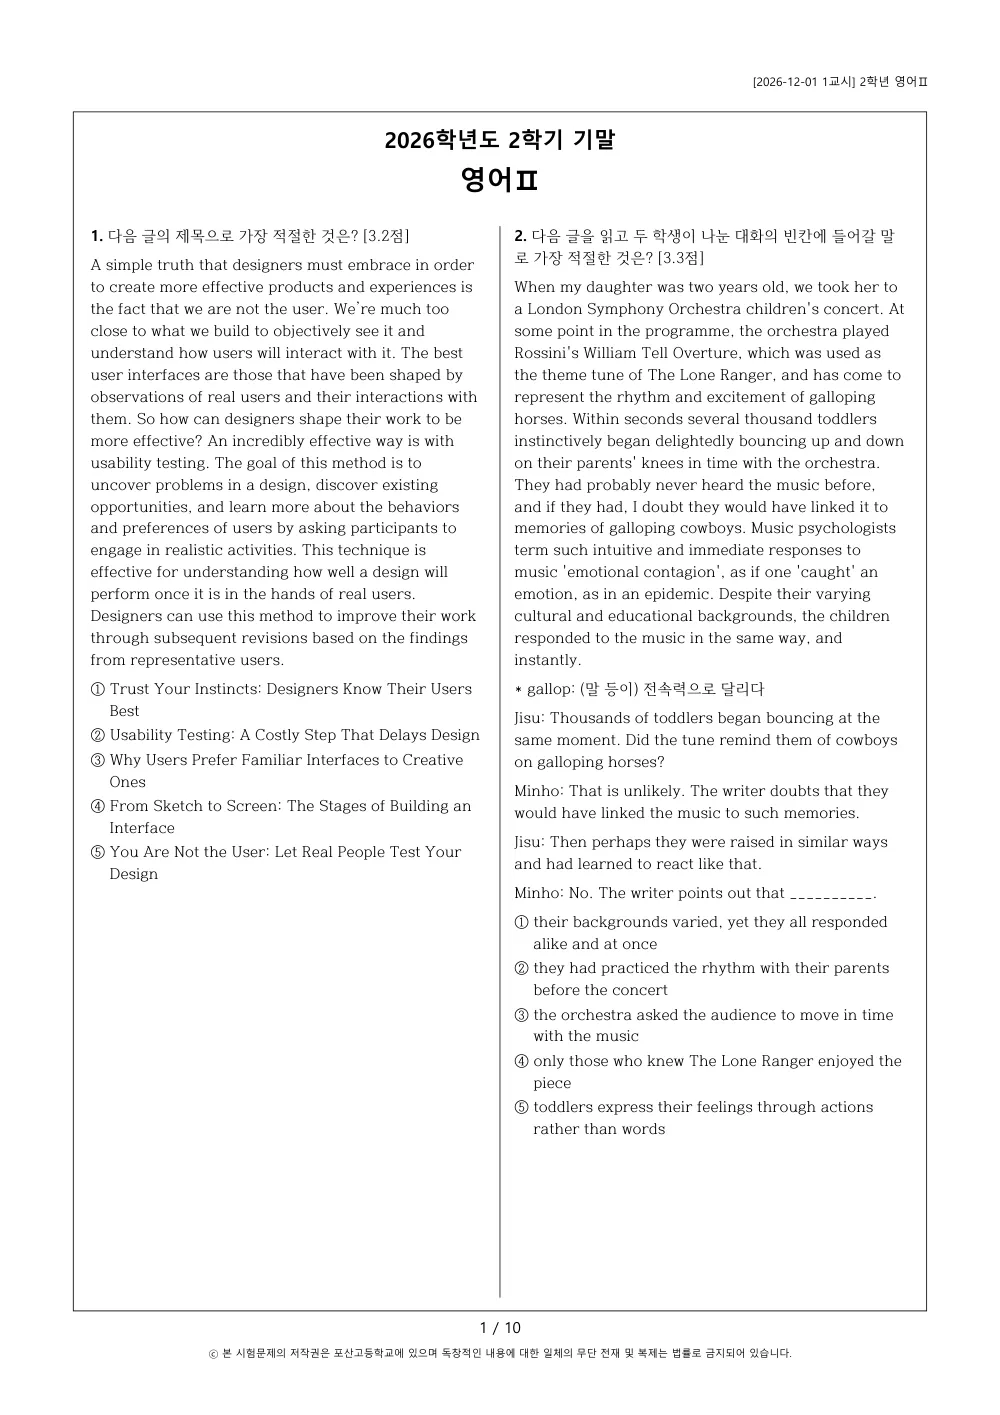 [2026-12-01 1교시] 2학년 영어Ⅱ
2026학년도 2학기 기말
영어Ⅱ
1. 다음 글의 제목으로 가장 적절한 것은? [3.2점]
A simple truth that designers must embrace in order
to create more effective products and experiences is
the fact that we are not the user. We’re much too
close to what we build to objectively see it and
understand how users will interact with it. The best
user interfaces are those that have been shaped by
observations of real users and their interactions with
them. So how can designers shape their work to be
more effective? An incredibly effective way is with
usability testing. The goal of this method is to
uncover problems in a design, discover existing
opportunities, and learn more about the behaviors
and preferences of users by asking participants to
engage in realistic activities. This technique is
effective for understanding how well a design will
perform once it is in the hands of real users.
Designers can use this method to improve their work
through subsequent revisions based on the findings
from representative users.
① Trust Your Instincts: Designers Know Their Users
Best
② Usability Testing: A Costly Step That Delays Design
③ Why Users Prefer Familiar Interfaces to Creative
Ones
④ From Sketch to Screen: The Stages of Building an
Interface
⑤ You Are Not the User: Let Real People Test Your
Design
2. 다음 글을 읽고 두 학생이 나눈 대화의 빈칸에 들어갈 말
로 가장 적절한 것은? [3.3점]
When my daughter was two years old, we took her to
a London Symphony Orchestra children's concert. At
some point in the programme, the orchestra played
Rossini's William Tell Overture, which was used as
the theme tune of The Lone Ranger, and has come to
represent the rhythm and excitement of galloping
horses. Within seconds several thousand toddlers
instinctively began delightedly bouncing up and down
on their parents' knees in time with the orchestra.
They had probably never heard the music before,
and if they had, I doubt they would have linked it to
memories of galloping cowboys. Music psychologists
term such intuitive and immediate responses to
music 'emotional contagion', as if one 'caught' an
emotion, as in an epidemic. Despite their varying
cultural and educational backgrounds, the children
responded to the music in the same way, and
instantly.
* gallop: (말 등이) 전속력으로 달리다
Jisu: Thousands of toddlers began bouncing at the
same moment. Did the tune remind them of cowboys
on galloping horses?
Minho: That is unlikely. The writer doubts that they
would have linked the music to such memories.
Jisu: Then perhaps they were raised in similar ways
and had learned to react like that.
Minho: No. The writer points out that __________.
① their backgrounds varied, yet they all responded
alike and at once
② they had practiced the rhythm with their parents
before the concert
③ the orchestra asked the audience to move in time
with the music
④ only those who knew The Lone Ranger enjoyed the
piece
⑤ toddlers express their feelings through actions
rather than words
1 / 10
ⓒ 본 시험문제의 저작권은 포산고등학교에 있으며 독창적인 내용에 대한 일체의 무단 전재 및 복제는 법률로 금지되어 있습니다.